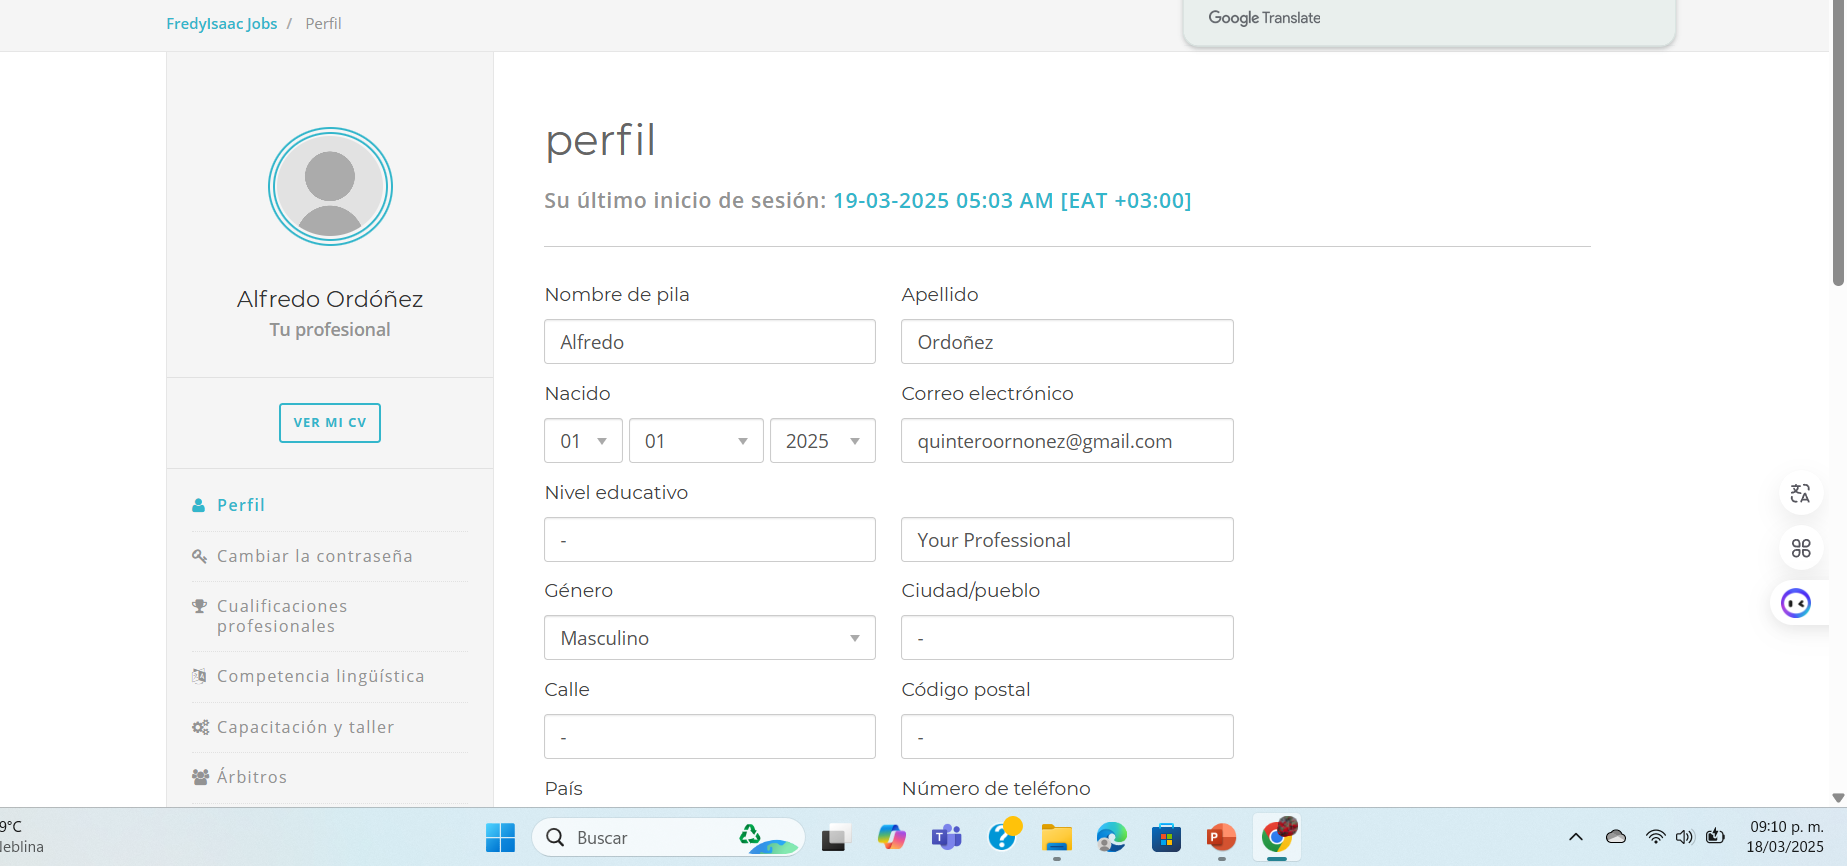 FredyIsaac Jobs / Perfil
Google Translate
Alfredo Ordóñez
Tu profesional
VER MI CV
Perfil
Cambiar la contraseña
Cualificaciones
profesionales
Competencia lingüística
Capacitación y taller
Árbitros
perfil
Su último inicio de sesión: 19-03-2025 05:03 AM [EAT +03:00]
Nombre de pila
Apellido
Alfredo
Ordoñez
Nacido
Correo electrónico
01 01 2025
quinteroornonez@gmail.com
Nivel educativo
-
Your Professional
Género
Ciudad/pueblo
Masculino
-
Calle
Código postal
-
-
País
Número de teléfono
9°C
Neblina
Buscar
09:10 p. m.
18/03/2025